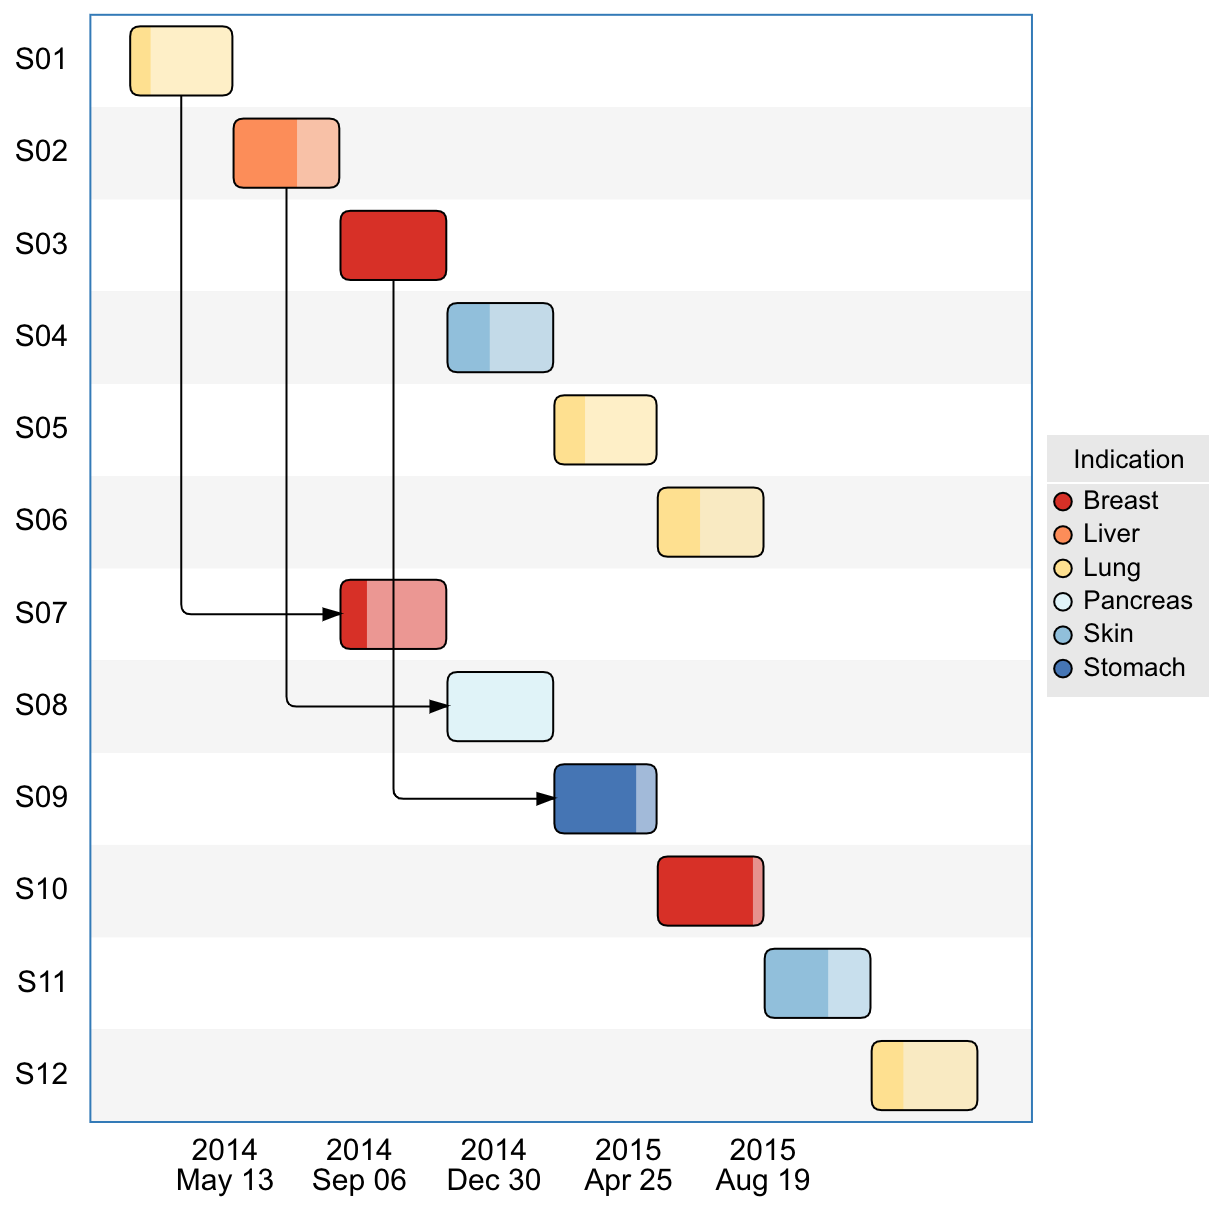 S01
S02
S03
S04
S05
S06
S07
S08
S09
S10
S11
S12
Indication
Breast
Liver
Lung
Pancreas
Skin
Stomach
2014 2014 2014 2015 2015
May 13 Sep 06 Dec 30 Apr 25 Aug 19